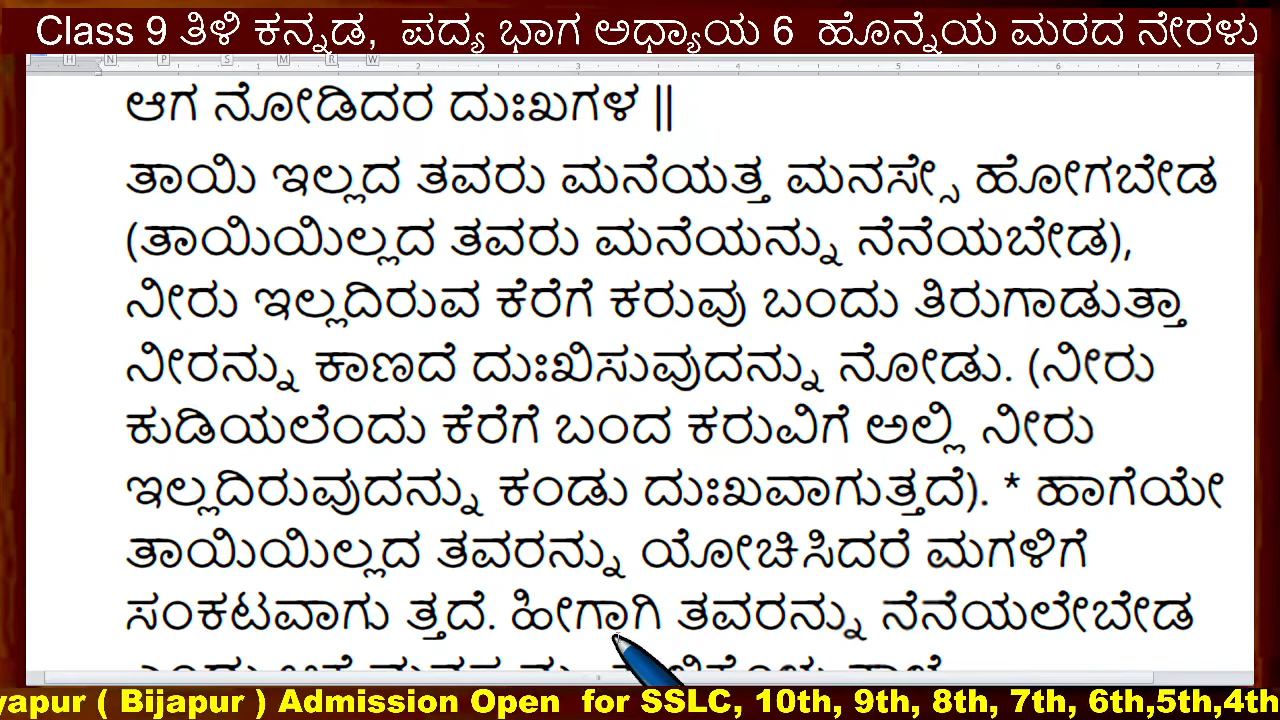 Class 9 ತಿಳಿ ಕನ್ನಡ, ಪದ್ಯ ಭಾಗ ಅಧ್ಯಾಯ 6 ಹೊನ್ನೆಯ ಮರದ ನೇರಳು
ಆಗ ನೋಡಿದರ ದುಃಖಗಳ ||
ತಾಯಿ ಇಲ್ಲದ ತವರು ಮನೆಯತ್ತ ಮನಸ್ಸೇ ಹೋಗಬೇಡ
(ತಾಯಿಯಿಲ್ಲದ ತವರು ಮನೆಯನ್ನು ನೆನೆಯಬೇಡ),
ನೀರು ಇಲ್ಲದಿರುವ ಕೆರೆಗೆ ಕರುವು ಬಂದು ತಿರುಗಾಡುತ್ತಾ
ನೀರನ್ನು ಕಾಣದೆ ದುಃಖಿಸುವುದನ್ನು ನೋಡು. (ನೀರು
ಕುಡಿಯಲೆಂದು ಕೆರೆಗೆ ಬಂದ ಕರುವಿಗೆ ಅಲ್ಲಿ ನೀರು
ಇಲ್ಲದಿರುವುದನ್ನು ಕಂಡು ದುಃಖವಾಗುತ್ತದೆ). * ಹಾಗೆಯೇ
ತಾಯಿಯಿಲ್ಲದ ತವರನ್ನು ಯೋಚಿಸಿದರೆ ಮಗಳಿಗೆ
ಸಂಕಟವಾಗು ತ್ತದೆ. ಹೀಗಾಗಿ ತವರನ್ನು ನೆನೆಯಲೇಬೇಡ
yapur ( Bijapur ) Admission Open for SSLC, 10th, 9th, 8th, 7th, 6th,5th,4th